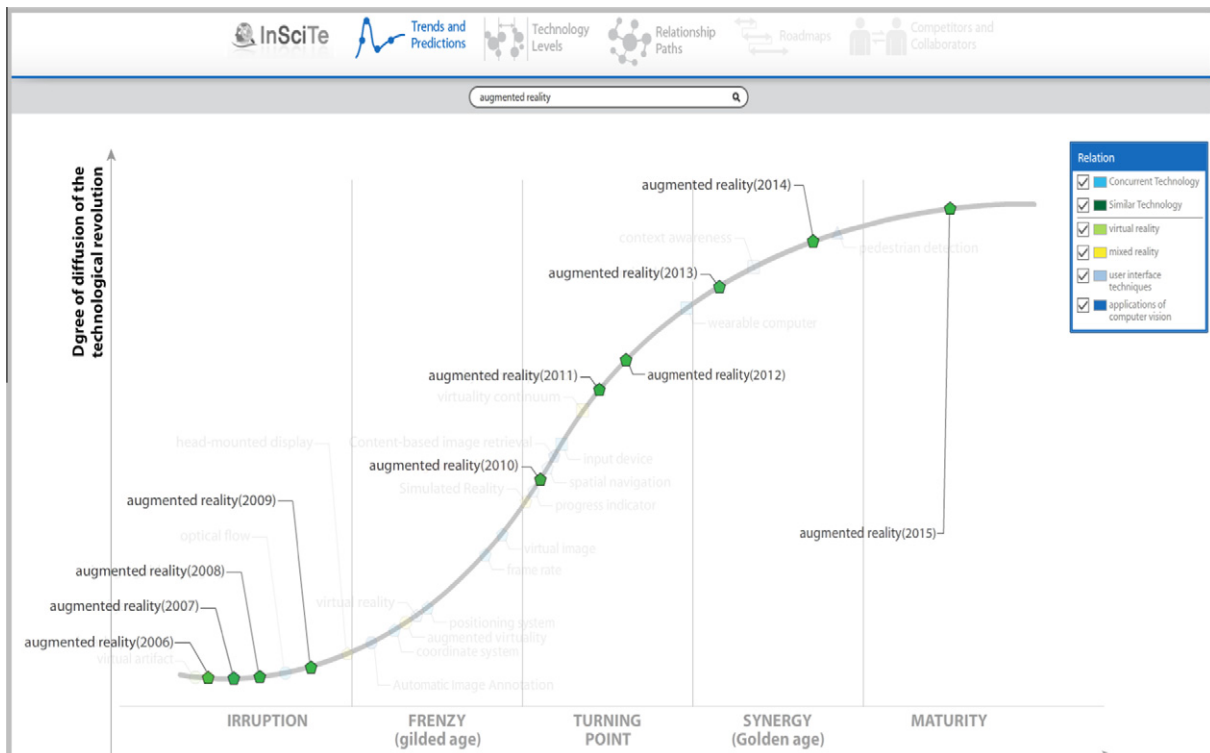 InSciTe
Trends and
Predictions
Technology
Levels
Relationship
Paths
Roadmaps
Competitors and
Collaborators
augmented reality
Dgree of diffusion of the
technological revolution
Relation
Concurrent Technology
Similar Technology
virtual reality
mixed reality
user interface
techniques
applications of
computer vision
augmented reality(2014)
context awareness
pedestrian detection
augmented reality(2013)
wearable computer
augmented reality(2011)
augmented reality(2012)
virtuality continuum
head-mounted display
Content-based image retrieval
input device
augmented reality(2010)
spatial navigation
Simulated Reality
progress indicator
augmented reality(2009)
augmented reality(2015)
optical flow
virtual image
frame rate
augmented reality(2008)
augmented reality(2007)
virtual reality
positioning system
augmented reality(2006)
augmented virtuality
coordinate system
virtual artifact
Automatic Image Annotation
IRRUPTION
FRENZY
(gilded age)
TURNING
POINT
SYNERGY
(Golden age)
MATURITY